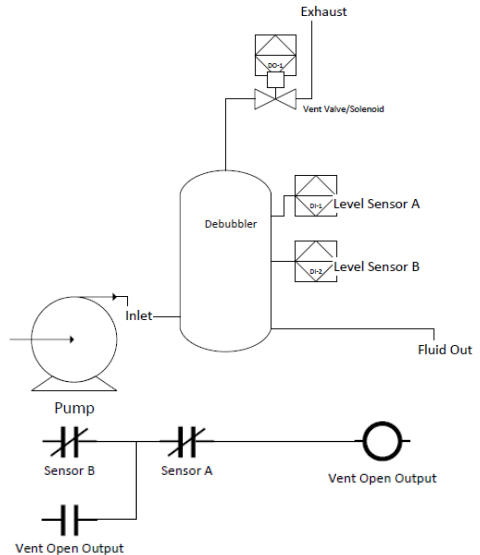 Exhaust
DO-1
Vent Valve/Solenoid
DI-1
Level Sensor A
Debubbler
DI-2
Level Sensor B
Inlet
Fluid Out
Pump
Sensor B
Sensor A
Vent Open Output
Vent Open Output